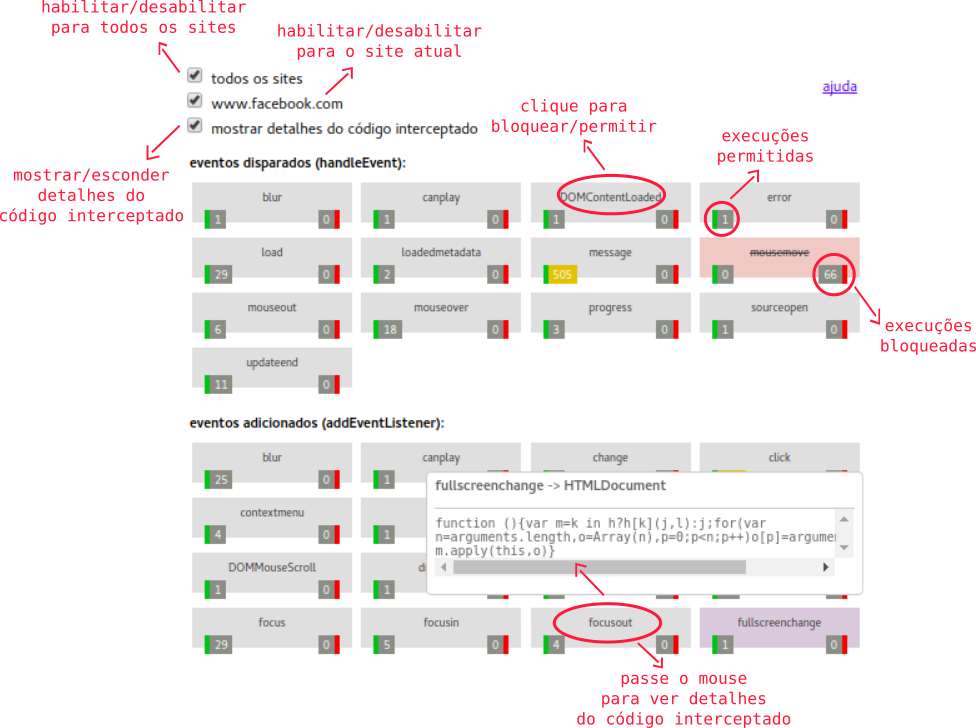 habilitar/desabilitar
para todos os sites
habilitar/desabilitar
para o site atual
todos os sites
ajuda
www.facebook.com
clique para
bloquear/permitir
mostrar detalhes do código interceptado
execuções
permitidas
eventos disparados (handleEvent):
mostrar/esconder
detalhes do
código interceptado
blur
canplay
DOMContentLoaded
error
1 0 1 0 1 0 1 0
load
loadedmetadata
message
mousemove
29 0 2 0 505 0 0 66
mouseout
mouseover
progress
sourceopen
6 0 18 0 3 0 1 0
execuções
bloqueadas
updateend
11 0
eventos adicionados (addEventListener):
blur
canplay
change
click
25 0 1
fullscreenchange -> HTMLDocument
contextmenu
4 0 1
function (){var m=k in h?h[k](j,l):j;for(var
n=arguments.length,o=Array(n),p=0;p<n;p++)o[p]=argumen
m.apply(this,o)}
DOMMouseScroll
1 0 1
focus
focusin
focusout
fullscreenchange
29 0 5 0 4 0 1 0
passe o mouse
para ver detalhes
do código interceptado